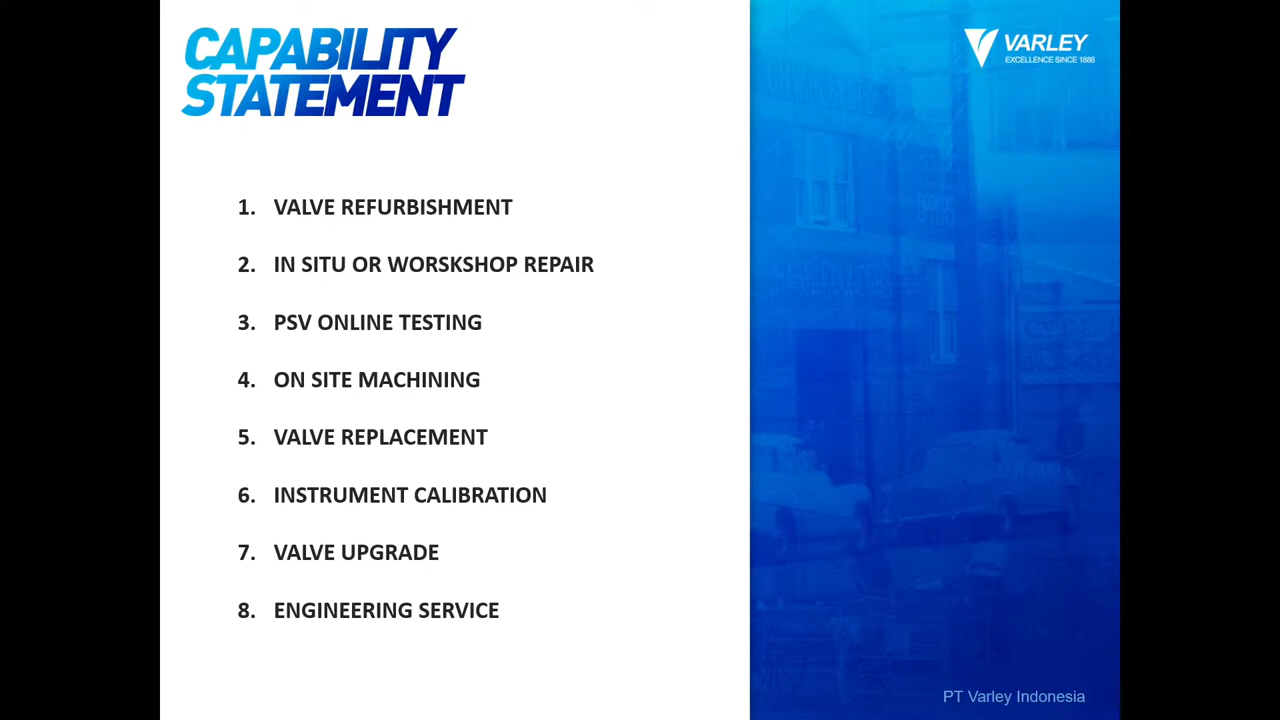 CAPABILITY
STATEMENT
VARLEY
EXCELLENCE SINCE 1886
1. VALVE REFURBISHMENT
2. IN SITU OR WORSKSHOP REPAIR
3. PSV ONLINE TESTING
4. ON SITE MACHINING
5. VALVE REPLACEMENT
6. INSTRUMENT CALIBRATION
7. VALVE UPGRADE
8. ENGINEERING SERVICE
PT Varley Indonesia